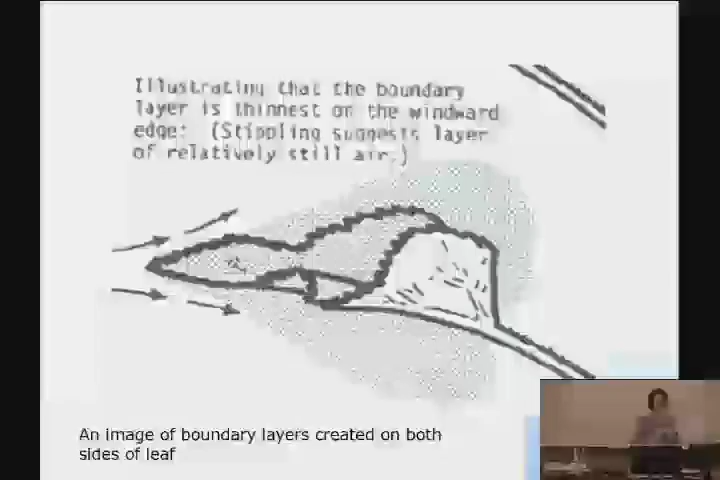 Illustrating that the boundary
layer is thinnest on the windward
edge: (Stippling suggests layer
of relatively still air.)
An image of boundary layers created on both
sides of leaf